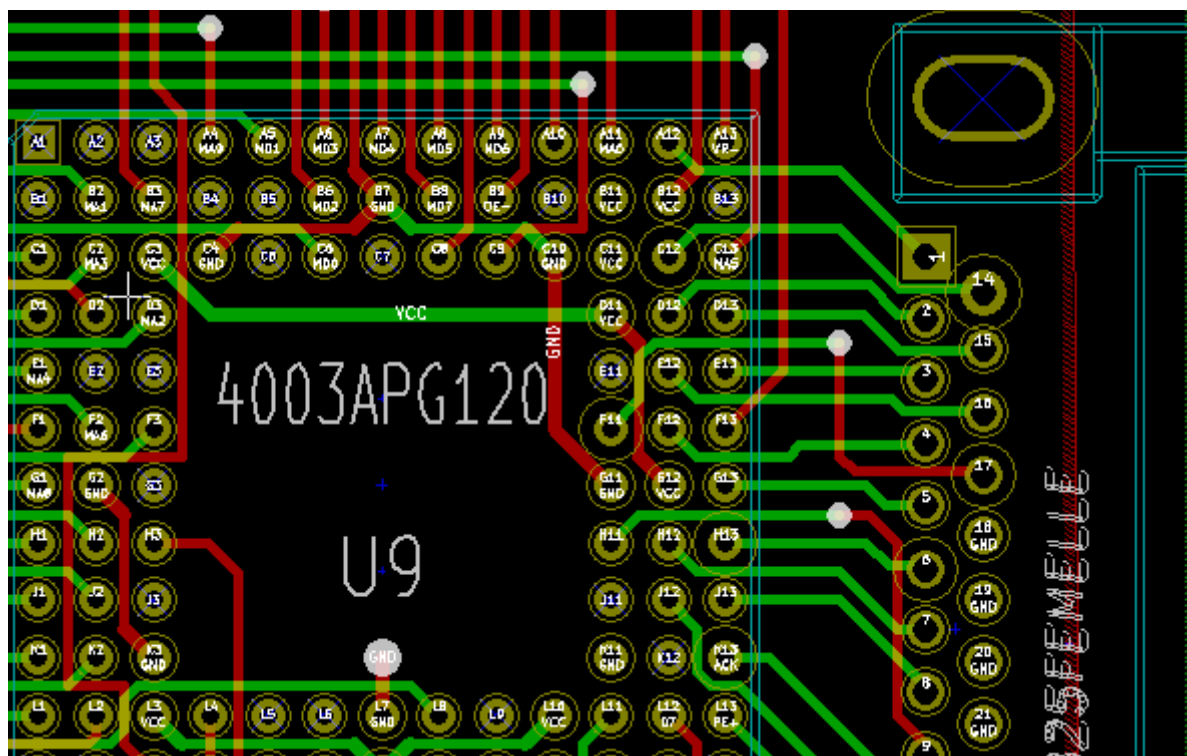 A1 A2 A3 A4 A5 A6 A7 A8 A9 A10 A11 A12 A13
MA9 MD1 MD3 MD4 MD5 MD6 MA6 VR-
B1 B2 B3 B4 B5 B6 B7 B8 B9 B10 B11 B12 B13
MA1 MA7 MD2 GND MD7 OE- VCC VCC
C1 C2 C3 C4 C6 C7 C8 C9 C10 C11 C12 C13
MA3 VCC GND MD0 GND VCC MA5
1
14
D1 D2 D3 VCC D11 D12 D13
MA2 VCC
2
GND
15
E1 E2 E3 4003APG120 E11 E12 E13 3
MA4
16
F1 F2 F3 F11 F12 F13 4
MA6
17
G1 G2 G3 G11 G12 G13 5
GND GND VCC
18
GND
H1 H2 H3 U9 H11 H12 H13 6
19
GND
J1 J2 J3 J11 J12 J13 7
K1 K2 K3 GND K12
GND GND ACK
20
GND
8
L1 L2 L3 L4 L5 L6 L7 L8 L9 L10 L11 L12 L13
VCC GND VCC D7 PE+
21
GND
9